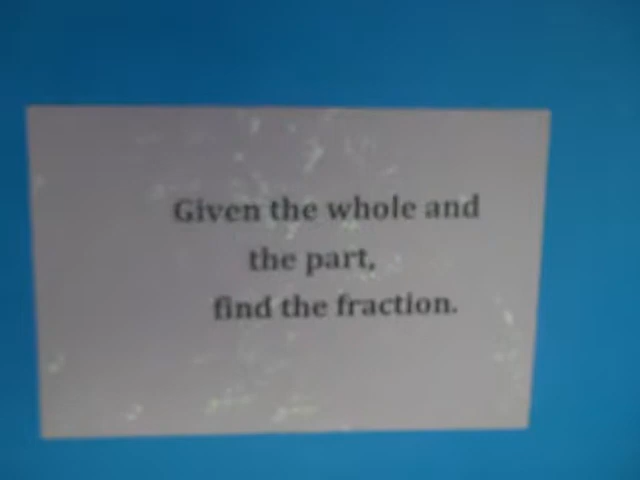 Given the whole and
the part,
find the fraction.